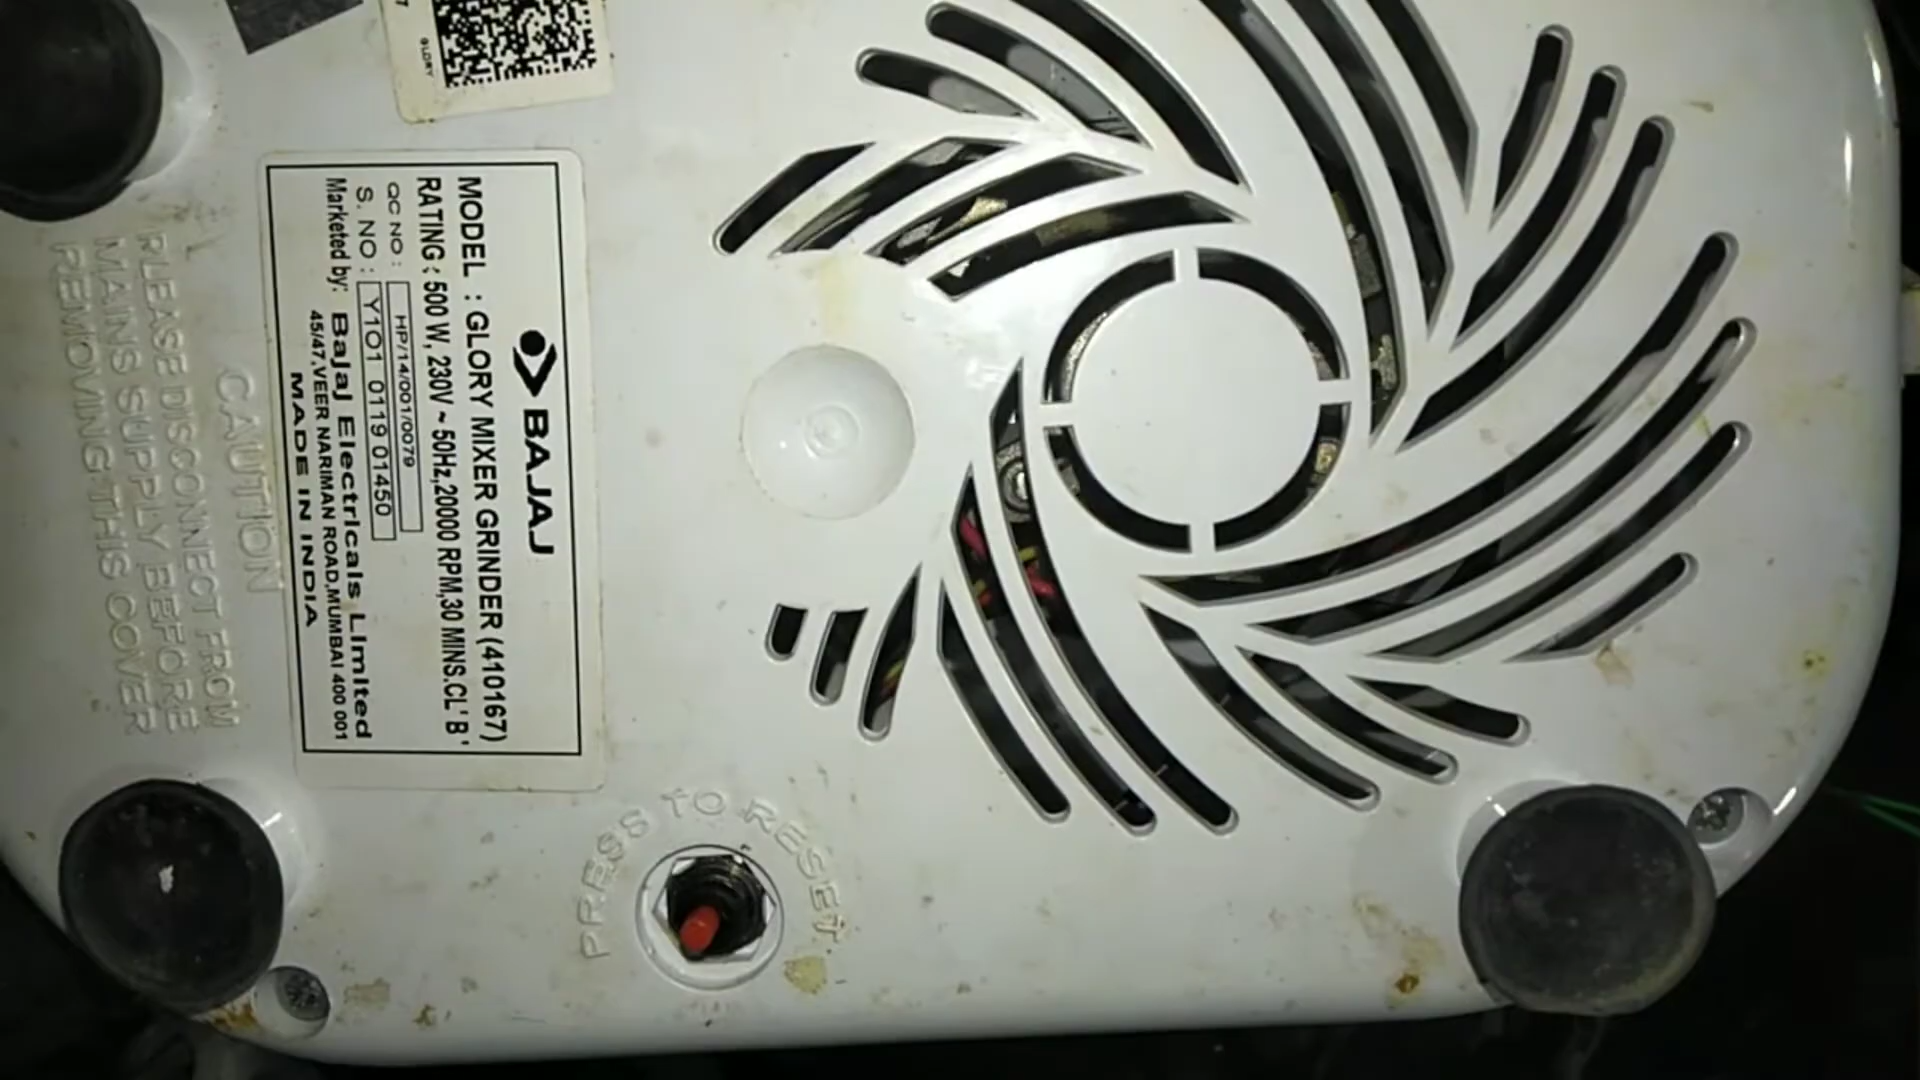 BAJAJ
MODEL : GLORY MIXER GRINDER (410167)
RATING : 500 W, 230V ~ 50Hz,20000 RPM,30 MINS.CL'B'
QC NO : HP/14/001/0079
S. NO : Y1O1 0119 01450
Marketed by: Bajaj Electricals Limited
45/47,VEER NARIMAN ROAD,MUMBAI 400 001
MADE IN INDIA
CAUTION
PLEASE DISCONNECT FROM
MAINS SUPPLY BEFORE
REMOVING THIS COVER
PRESS TO RESET
GLORY